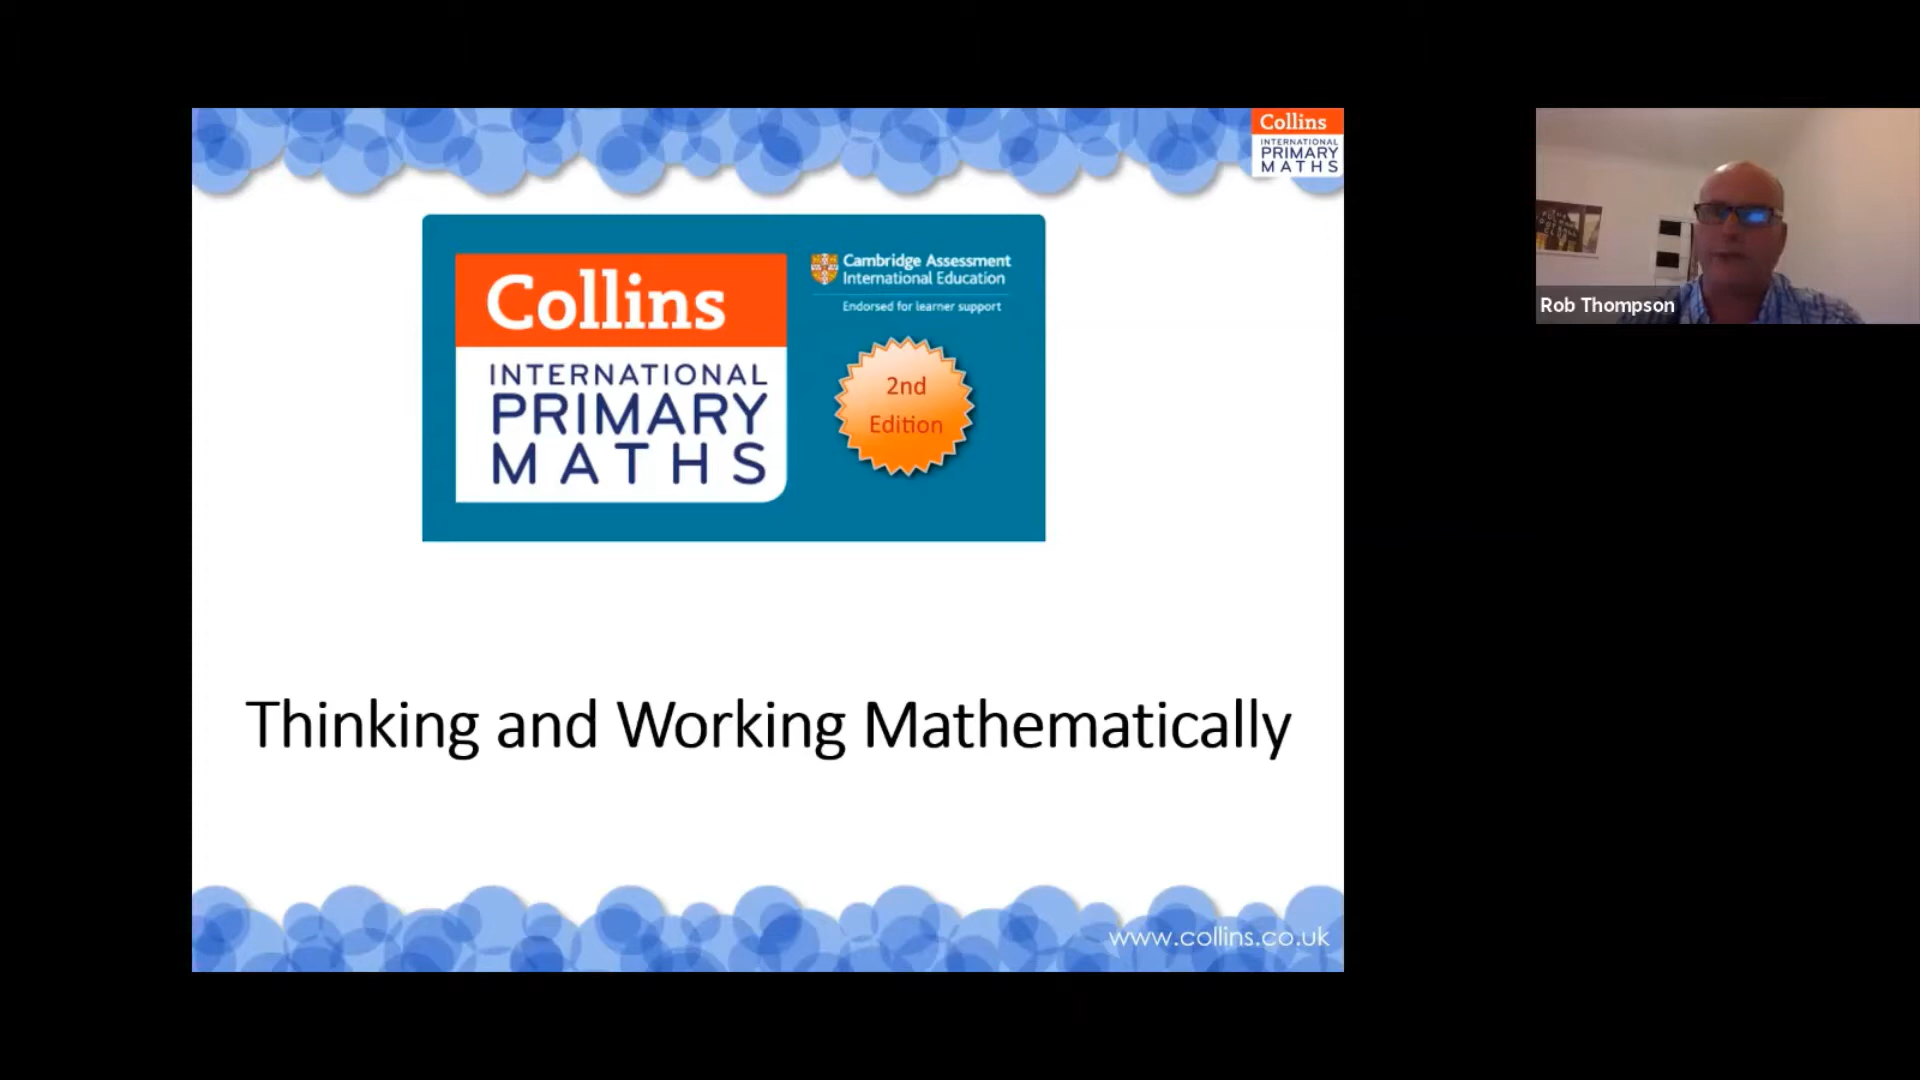 Collins
INTERNATIONAL
PRIMARY
MATHS
Collins
INTERNATIONAL
PRIMARY
MATHS
Cambridge Assessment
International Education
Endorsed for learner support
2nd
Edition
Thinking and Working Mathematically
www.collins.co.uk
Rob Thompson